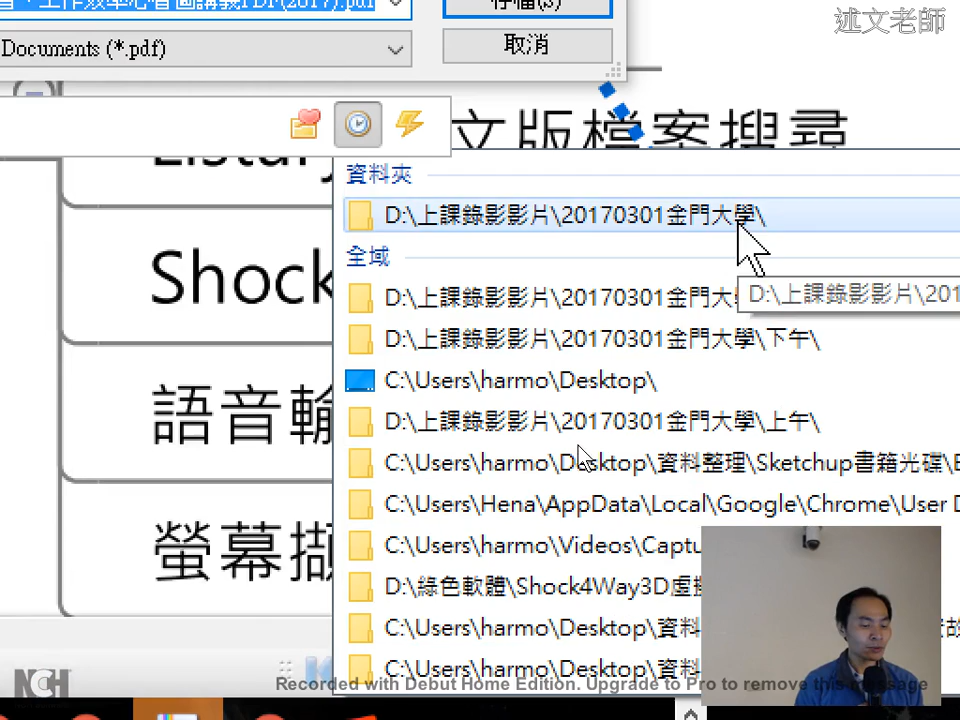 述文老師
工作效率心智圖講義PDF(2017).pdf
存檔(S)
Documents (*.pdf)
取消
文版檔案搜尋
Listary
資料夾
D:\上課錄影影片\20170301金門大學\
全域
D:\上課錄影影片\20170301金門大
D:\上課錄影影片\201
Shock
D:\上課錄影影片\20170301金門大學\下午\
C:\Users\harmo\Desktop\
語音輸
D:\上課錄影影片\20170301金門大學\上午\
C:\Users\harmo\Desktop\資料整理\Sketchup書籍光碟\
C:\Users\Hena\AppData\Local\Google\Chrome\User
螢幕擷
C:\Users\harmo\Videos\Captu
D:\綠色軟體\Shock4Way3D虛擬
C:\Users\harmo\Desktop\資料
C:\Users\harmo\Desktop\資料
NCH
Recorded with Debut Home Edition. Upgrade to Pro to remove this message